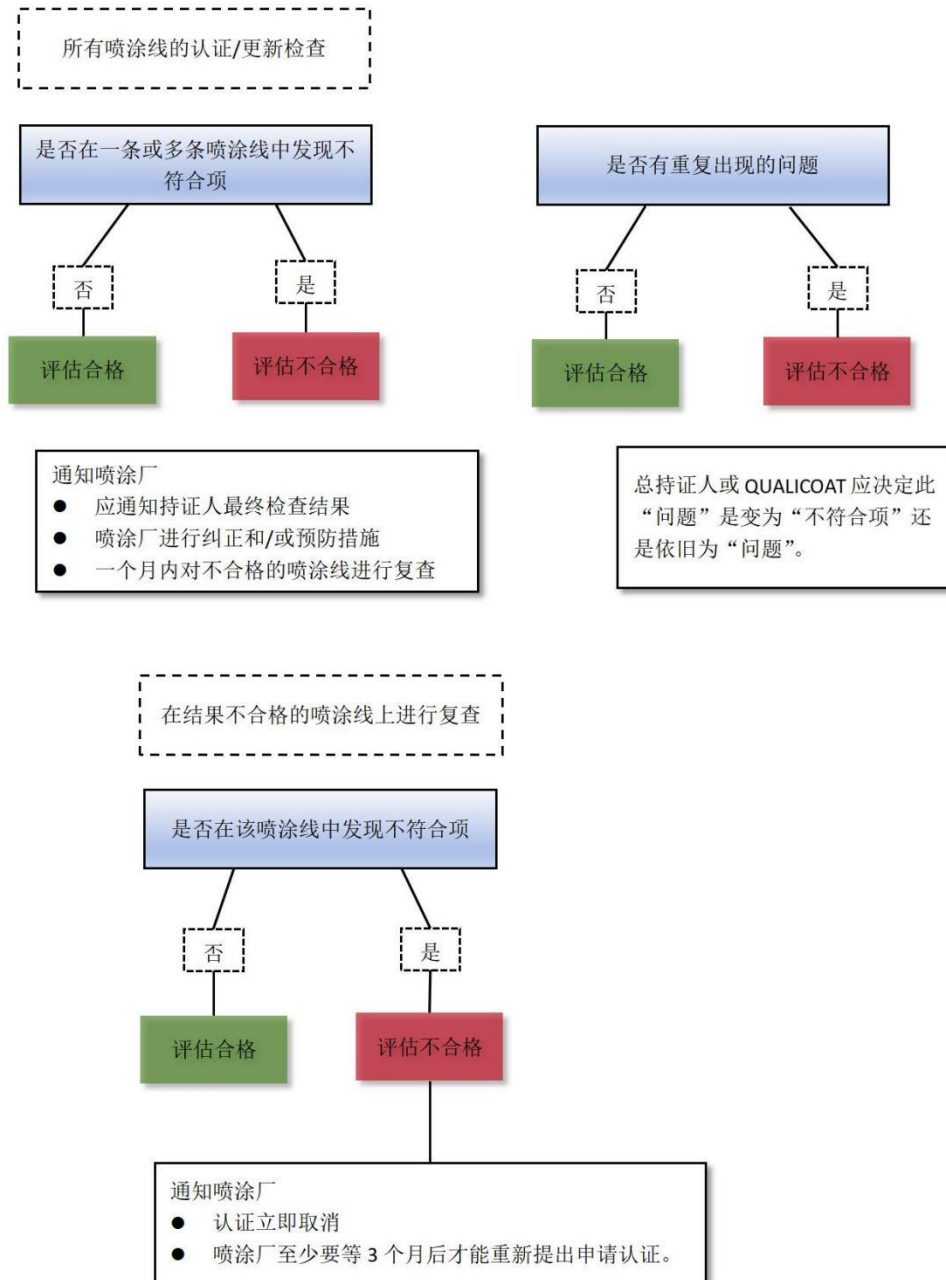 所有喷涂线的认证/更新检查
是否在一条或多条喷涂线中发现不
符合项
否
是
评估合格
评估不合格
通知喷涂厂
● 应通知持证人最终检查结果
● 喷涂厂进行纠正和/或预防措施
● 一个月内对不合格的喷涂线进行复查
是否有重复出现的问题
否
是
评估合格
评估不合格
总持证人或 QUALICOAT 应决定此
“问题”是变为“不符合项”还
是依旧为“问题”。
在结果不合格的喷涂线上进行复查
是否在该喷涂线中发现不符合项
否
是
评估合格
评估不合格
通知喷涂厂
● 认证立即取消
● 喷涂厂至少要等 3 个月后才能重新提出申请认证。